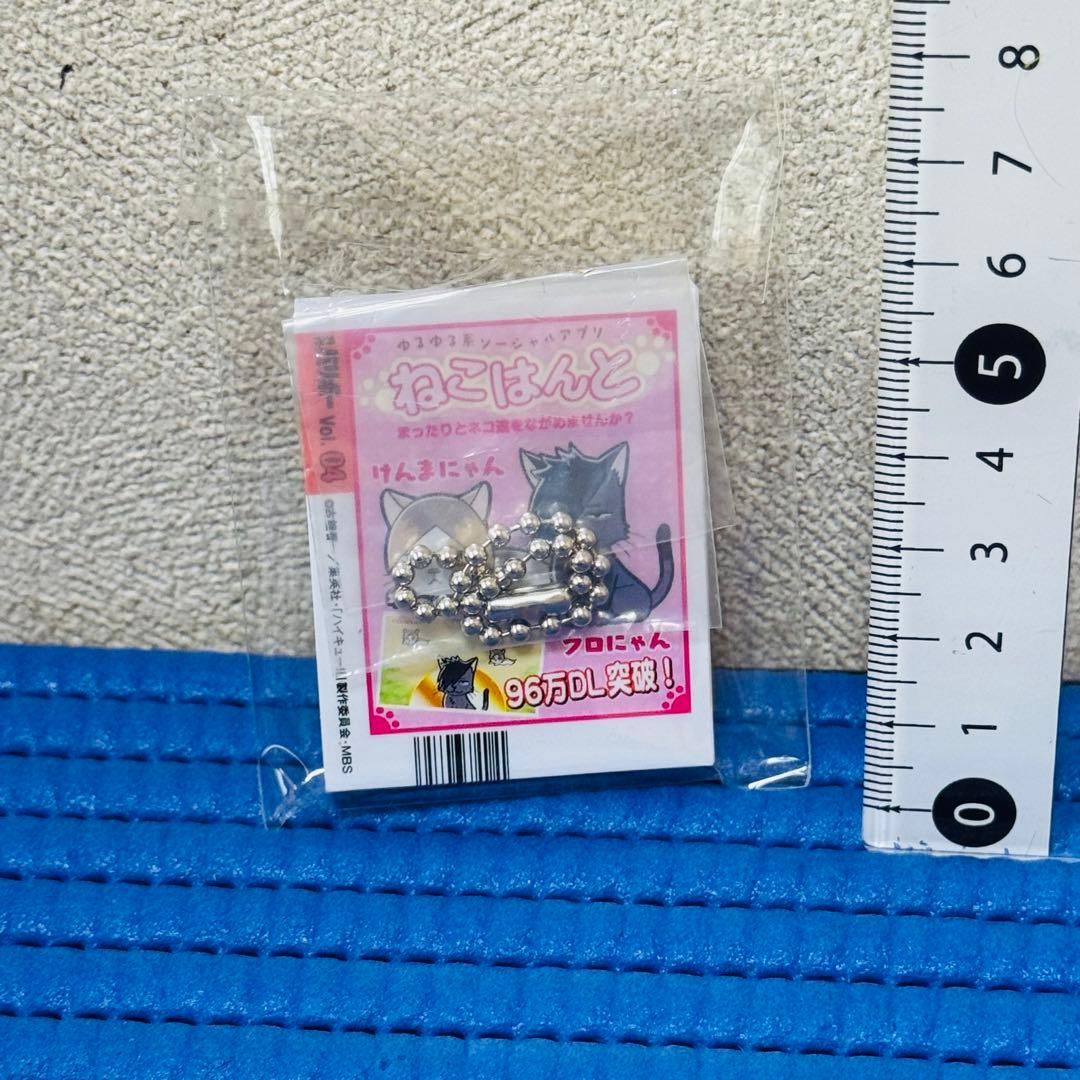 ゆるゆる系ソーシャルアプリ
ねこはんと
まったりとネコ達をながめませんか？
けんまにゃん
クロにゃん
96万DL突破！
Vol. 04
©古舘春一／集英社・「ハイキュー!!」製作委員会・MBS
8
7
6
5
4
3
2
1
0